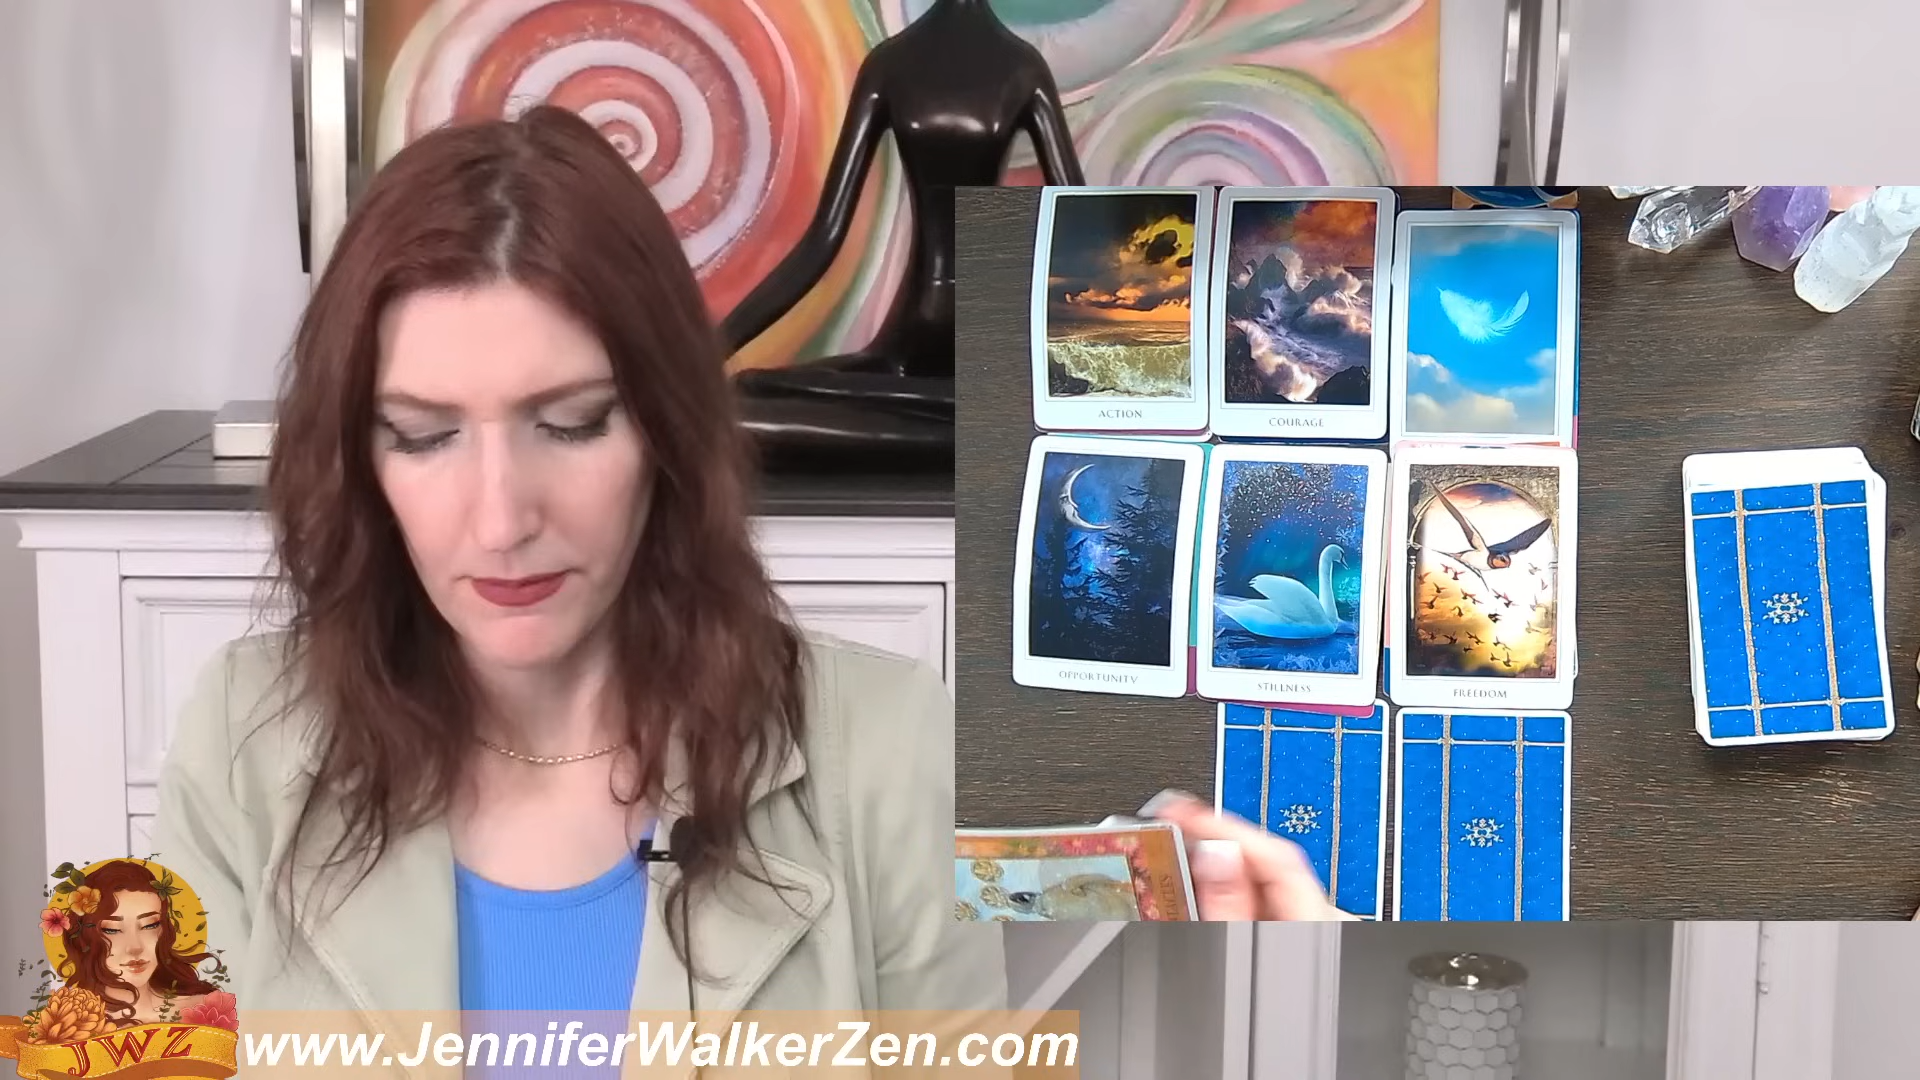 ACTION
COURAGE
OPPORTUNITY
STILLNESS
FREEDOM
JWZ
www.JenniferWalkerZen.com